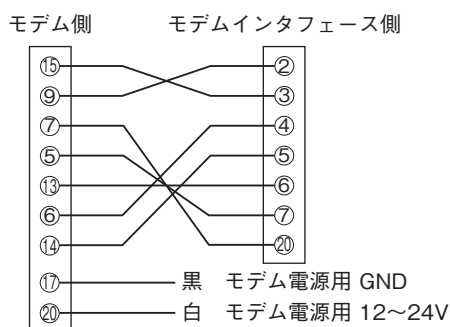 モデム側 モデムインタフェース側
⑮ ②
⑨ ③
⑦ ④
⑤ ⑤
⑬ ⑥
⑥ ⑦
⑭ ⑳
⑰ 黒 モデム電源用 GND
⑳ 白 モデム電源用 12～24V